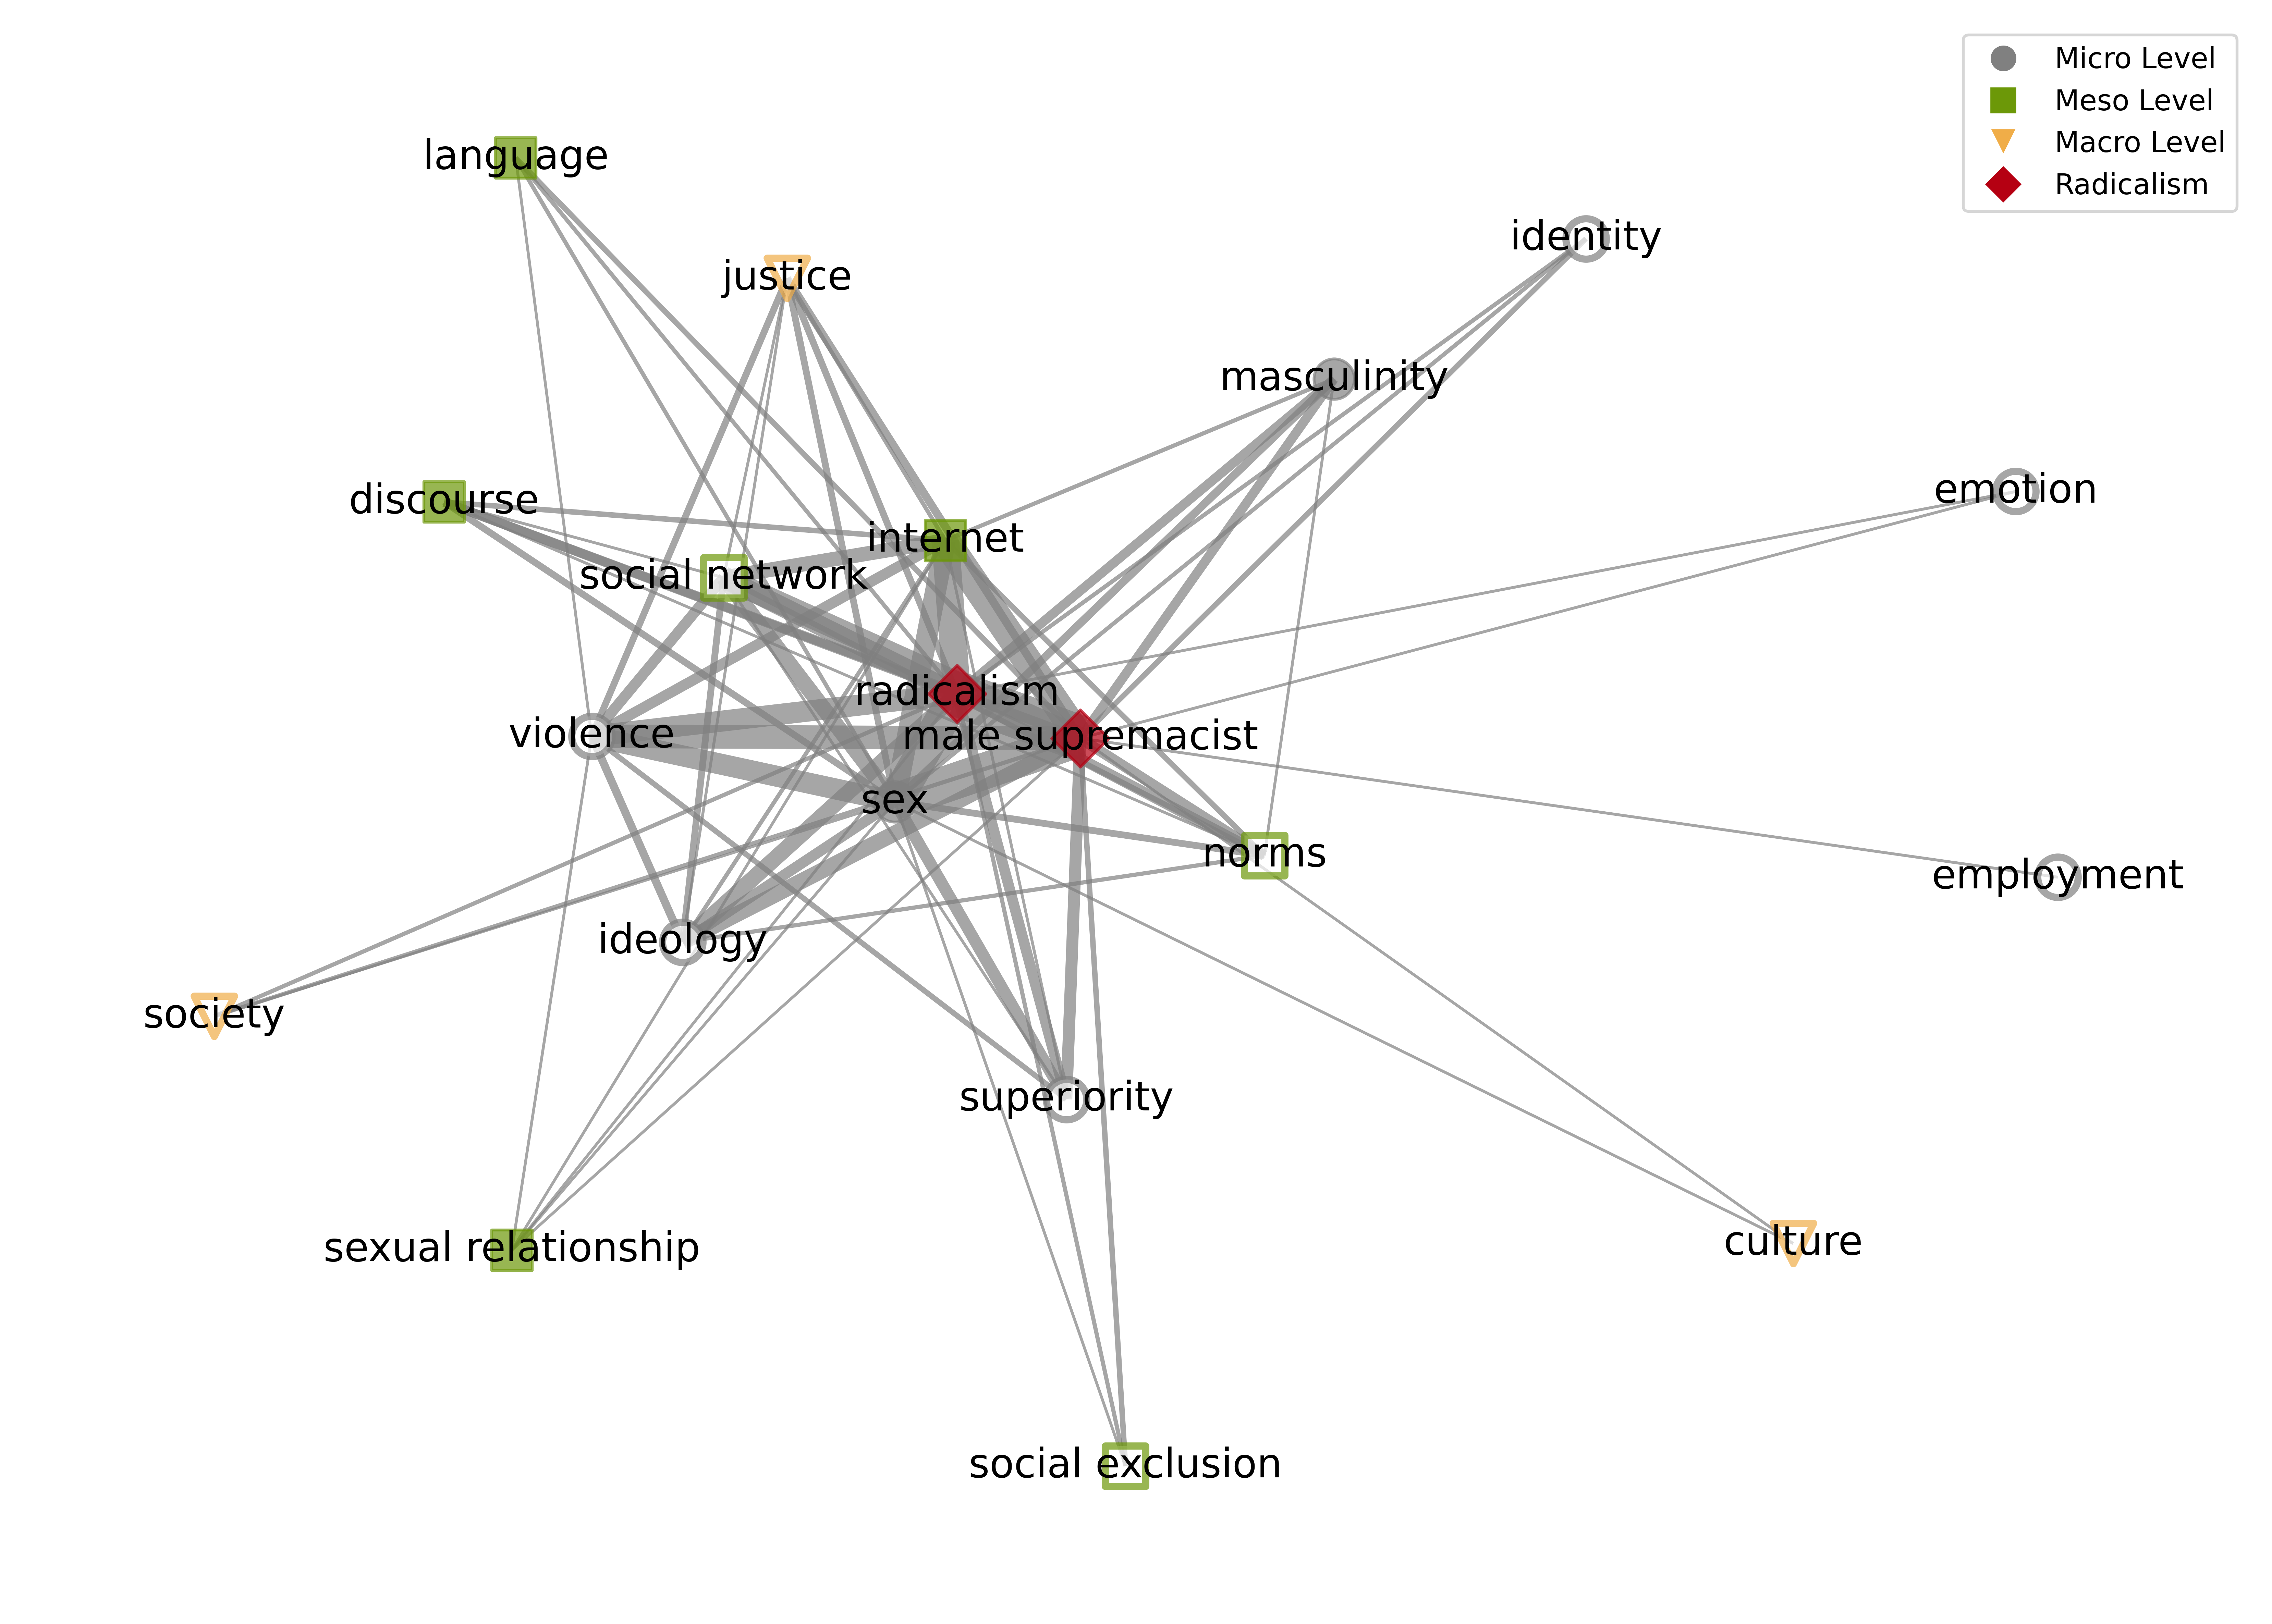 Micro Level
Meso Level
Macro Level
Radicalism
language
justice
identity
masculinity
emotion
discourse
internet
social network
radicalism
male supremacist
violence
sex
norms
employment
ideology
society
superiority
sexual relationship
culture
social exclusion